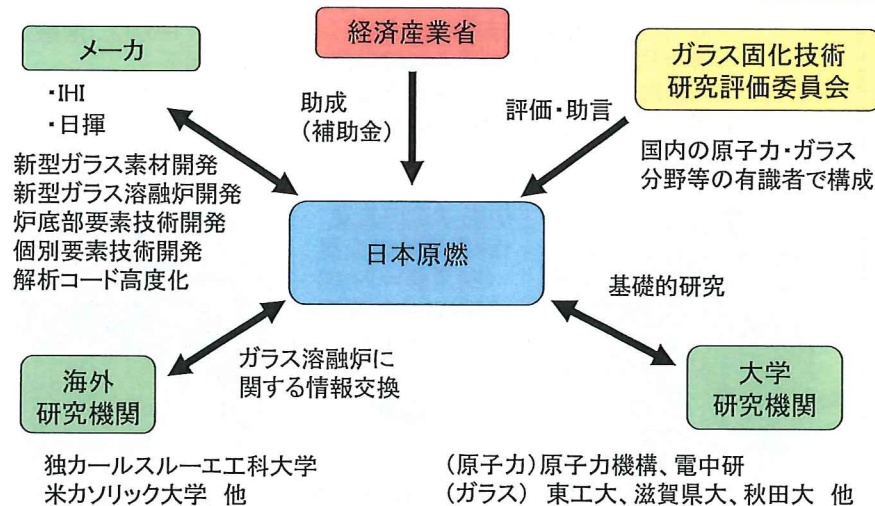 メーカ
・IHI
・日揮
新型ガラス素材開発
新型ガラス溶融炉開発
炉底部要素技術開発
個別要素技術開発
解析コード高度化
経済産業省
助成
(補助金)
ガラス固化技術
研究評価委員会
評価・助言
国内の原子力・ガラス
分野等の有識者で構成
日本原燃
基礎的研究
海外
研究機関
ガラス溶融炉に
関する情報交換
独カールスルーエ工科大学
米カソリック大学 他
大学
研究機関
(原子力)原子力機構、電中研
(ガラス) 東工大、滋賀県大、秋田大 他